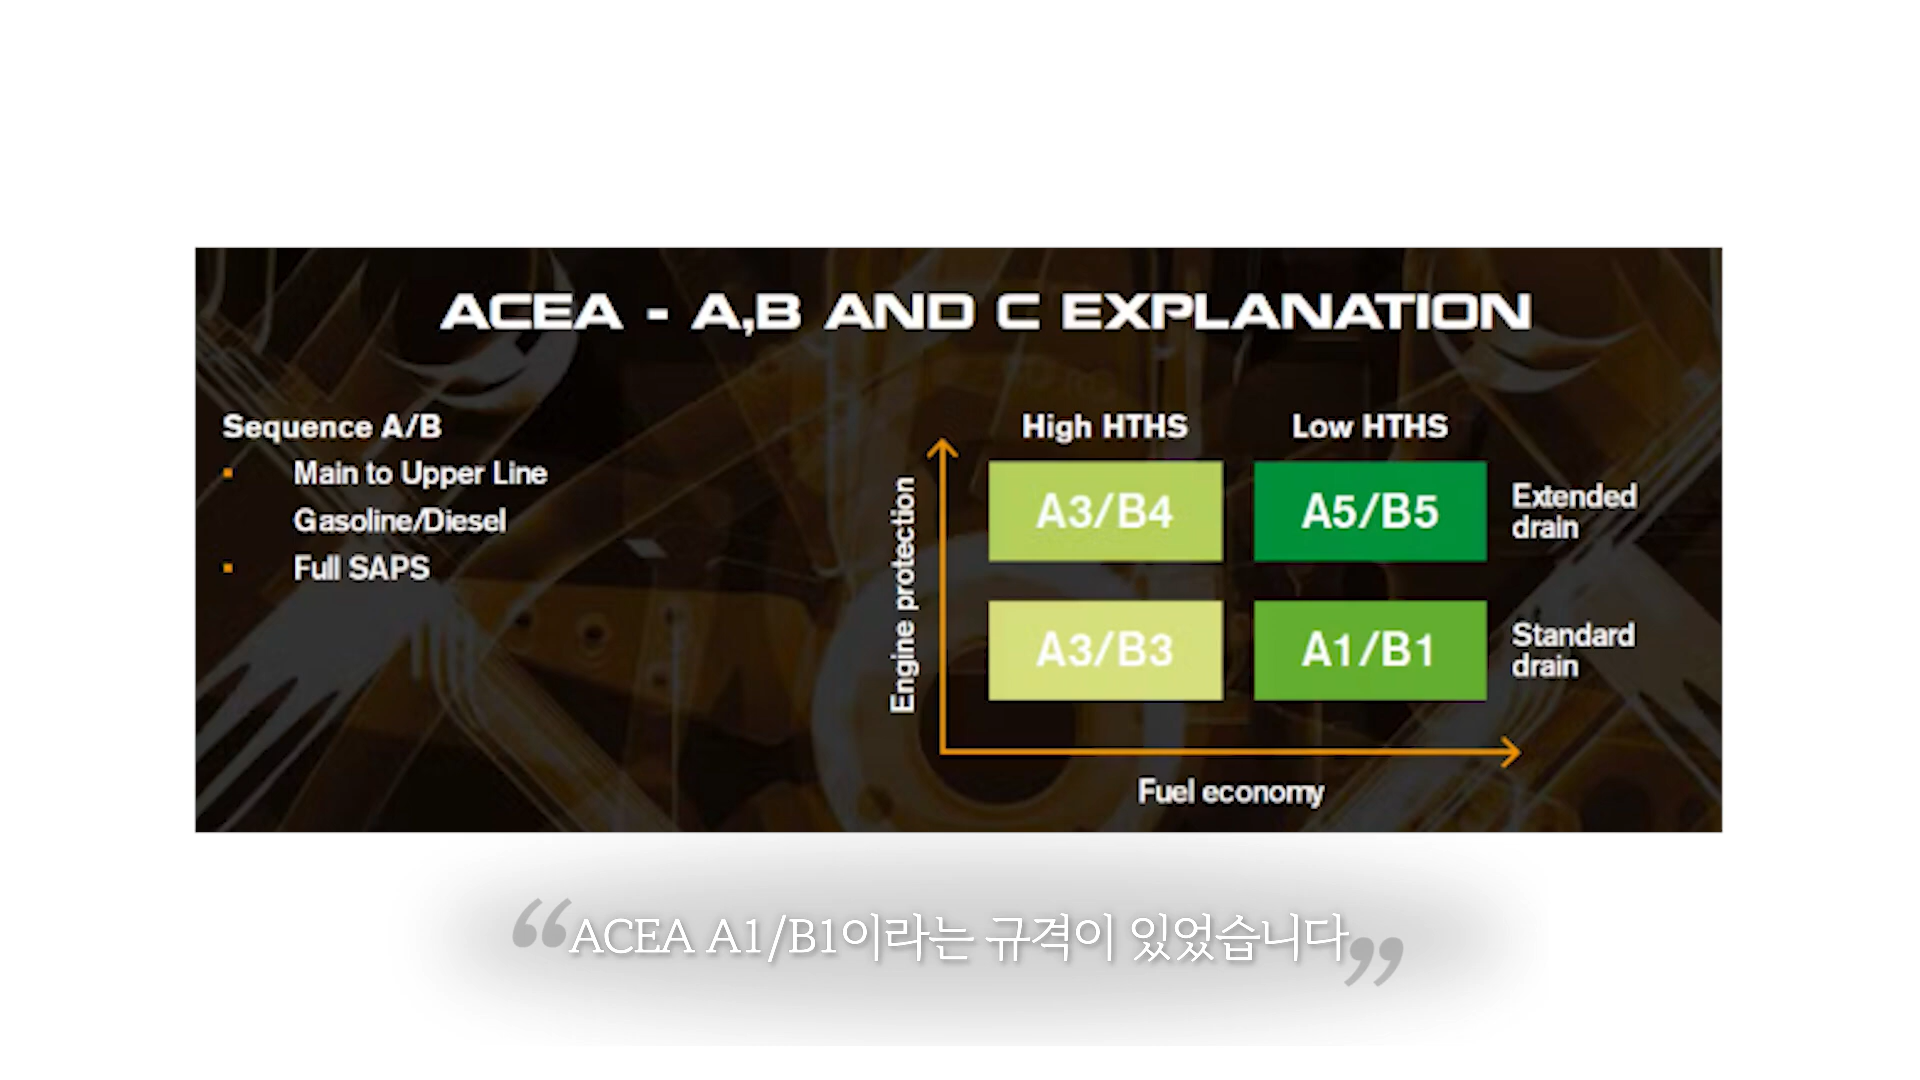 ACEA - A,B AND C EXPLANATION
Sequence A/B
Main to Upper Line
Gasoline/Diesel
Full SAPS
High HTHS
Low HTHS
Engine protection
A3/B4
A5/B5
Extended
drain
A3/B3
A1/B1
Standard
drain
Fuel economy
“ACEA A1/B1이라는 규격이 있었습니다”